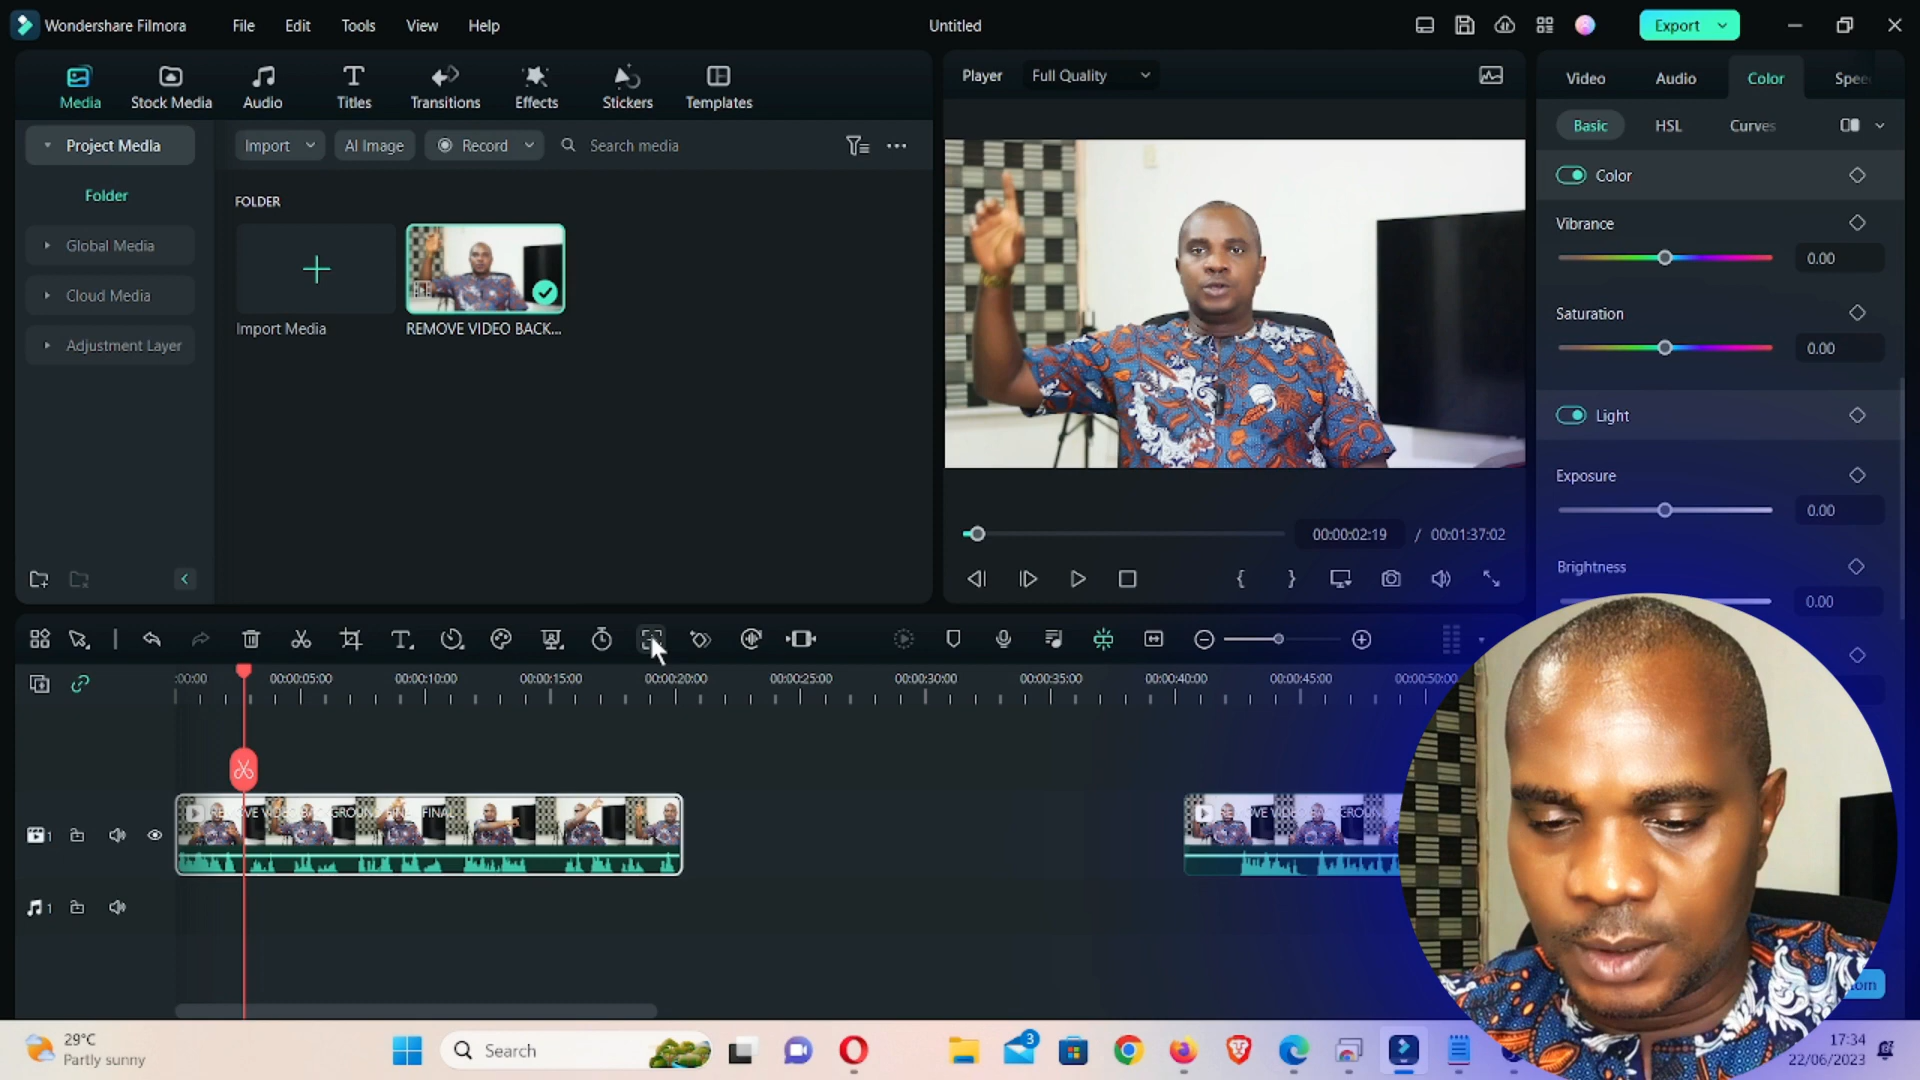 Wondershare Filmora File Edit Tools View Help Untitled Export
Media Stock Media Audio Titles Transitions Effects Stickers Templates
Player Full Quality
Video Audio Color Spee
Project Media
Import AI Image Record Search media
Basic HSL Curves
Folder
FOLDER
Color
Global Media
Vibrance
0.00
Cloud Media
Saturation
Import Media REMOVE VIDEO BACK...
0.00
Adjustment Layer
Light
Exposure
0.00
00:00:02:19 / 00:01:37:02
Brightness
0.00
:00:00 00:00:05:00 00:00:10:00 00:00:15:00 00:00:20:00 00:00:25:00 00:00:30:00 00:00:35:00 00:00:40:00 00:00:45:00 00:00:50:00
1
1
29°C
Partly sunny
Search
3
17:34
22/06/2023